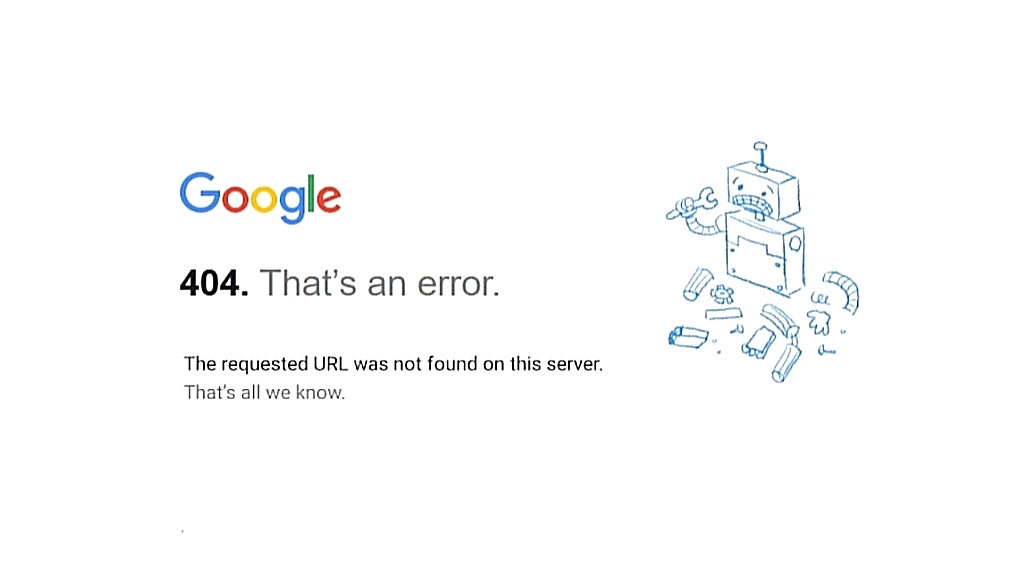 Google
404. That’s an error.
The requested URL was not found on this server.
That’s all we know.